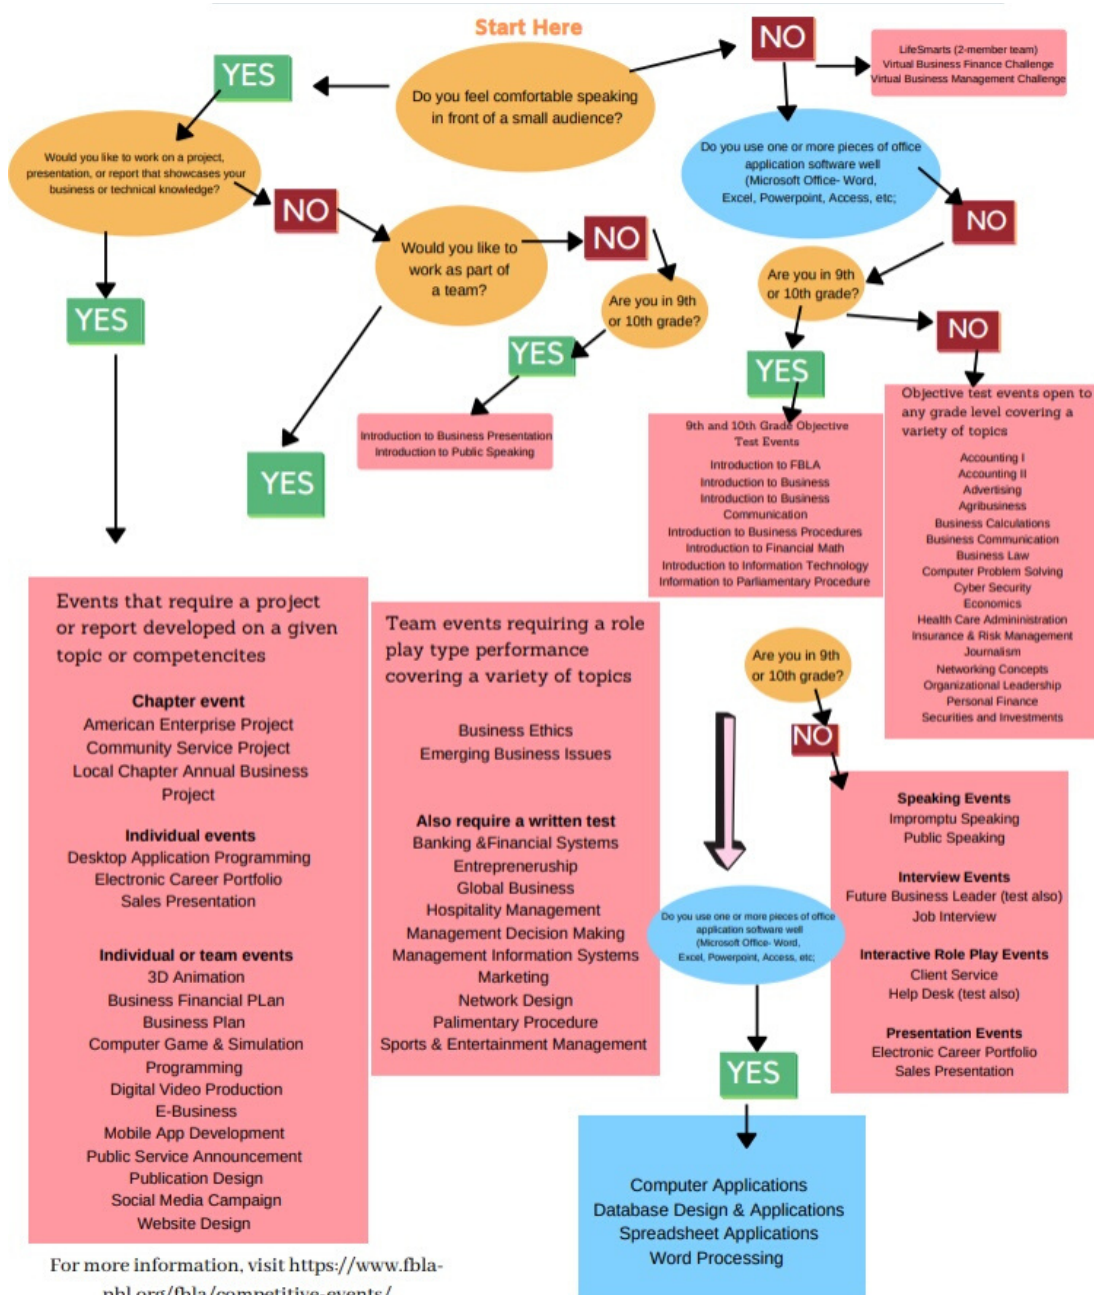 Start Here
Do you feel comfortable speaking
in front of a small audience?
YES
NO
LifeSmarts (2-member team)
Virtual Business Finance Challenge
Virtual Business Management Challenge
Would you like to work on a project,
presentation, or report that showcases your
business or technical knowledge?
NO
YES
Would you like to
work as part of
a team?
NO
Are you in 9th
or 10th grade?
YES
Introduction to Business Presentation
Introduction to Public Speaking
YES
Do you use one or more pieces of office
application software well
(Microsoft Office- Word,
Excel, Powerpoint, Access, etc;
NO
Are you in 9th
or 10th grade?
NO
YES
9th and 10th Grade Objective
Test Events
Introduction to FBLA
Introduction to Business
Introduction to Business
Communication
Introduction to Business Procedures
Introduction to Financial Math
Introduction to Information Technology
Information to Parliamentary Procedure
Objective test events open to
any grade level covering a
variety of topics
Accounting I
Accounting II
Advertising
Agribusiness
Business Calculations
Business Communication
Business Law
Computer Problem Solving
Cyber Security
Economics
Health Care Admininistration
Insurance & Risk Management
Journalism
Networking Concepts
Organizational Leadership
Personal Finance
Securities and Investments
Events that require a project
or report developed on a given
topic or competencites
Chapter event
American Enterprise Project
Community Service Project
Local Chapter Annual Business
Project
Individual events
Desktop Application Programming
Electronic Career Portfolio
Sales Presentation
Individual or team events
3D Animation
Business Financial PLan
Business Plan
Computer Game & Simulation
Programming
Digital Video Production
E-Business
Mobile App Development
Public Service Announcement
Publication Design
Social Media Campaign
Website Design
Team events requiring a role
play type performance
covering a variety of topics
Business Ethics
Emerging Business Issues
Also require a written test
Banking &Financial Systems
Entrepreneruship
Global Business
Hospitality Management
Management Decision Making
Management Information Systems
Marketing
Network Design
Palimentary Procedure
Sports & Entertainment Management
Are you in 9th
or 10th grade?
NO
Speaking Events
Impromptu Speaking
Public Speaking
Interview Events
Future Business Leader (test also)
Job Interview
Interactive Role Play Events
Client Service
Help Desk (test also)
Presentation Events
Electronic Career Portfolio
Sales Presentation
Do you use one or more pieces of office
application software well
(Microsoft Office- Word,
Excel, Powerpoint, Access, etc;
YES
Computer Applications
Database Design & Applications
Spreadsheet Applications
Word Processing
For more information, visit https://www.fbla-
pbl.org/fbla/competitive-events/